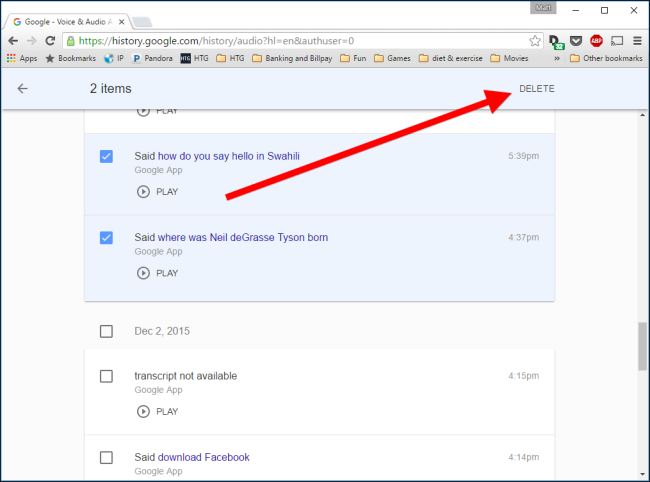 Matt
Google - Voice & Audio A
https://history.google.com/history/audio?hl=en&authuser=0
32
ABP
Apps Bookmarks IP Pandora HTG HTG HTG Banking and Billpay Fun Games diet & exercise Movies » Other bookmarks
2 items DELETE
PLAY
Said how do you say hello in Swahili 5:39pm
Google App
PLAY
Said where was Neil deGrasse Tyson born 4:37pm
Google App
PLAY
Dec 2, 2015
transcript not available 4:15pm
Google App
PLAY
Said download Facebook 4:14pm
Google App